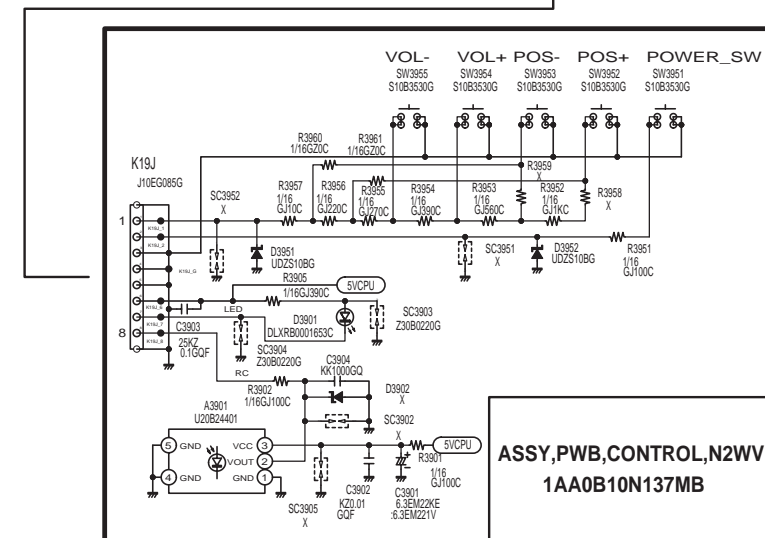 VOL-
SW3955
S10B3530G
VOL+
SW3954
S10B3530G
POS-
SW3953
S10B3530G
POS+
SW3952
S10B3530G
POWER_SW
SW3951
S10B3530G
K19J
J10EG085G
1
8
K19J_1
K19J_2
K19J_G
K19J_6
K19J_7
K19J_8
SC3952
X
R3960
1/16GZ0C
R3961
1/16GZ0C
R3957
1/16
GJ10C
R3956
1/16
GJ220C
R3955
1/16
GJ270C
R3954
1/16
GJ390C
R3953
1/16
GJ560C
R3959
X
R3952
1/16
GJ1KC
R3958
X
D3951
UDZS10BG
SC3951
X
D3952
UDZS10BG
R3951
1/16
GJ100C
R3905
1/16GJ390C
5VCPU
LED
D3901
DLXRB0001653C
SC3903
Z30B0220G
C3903
25KZ
0.1GQF
SC3904
Z30B0220G
RC
R3902
1/16GJ100C
C3904
KK1000GQ
D3902
X
SC3902
X
A3901
U20B24401
5 GND
4 GND
VCC 3
VOUT 2
GND 1
5VCPU
R3901
1/16
GJ100C
SC3905
X
C3902
KZ0.01
GQF
C3901
6.3EM22KE
:6.3EM221V
ASSY,PWB,CONTROL,N2WV
1AA0B10N137MB